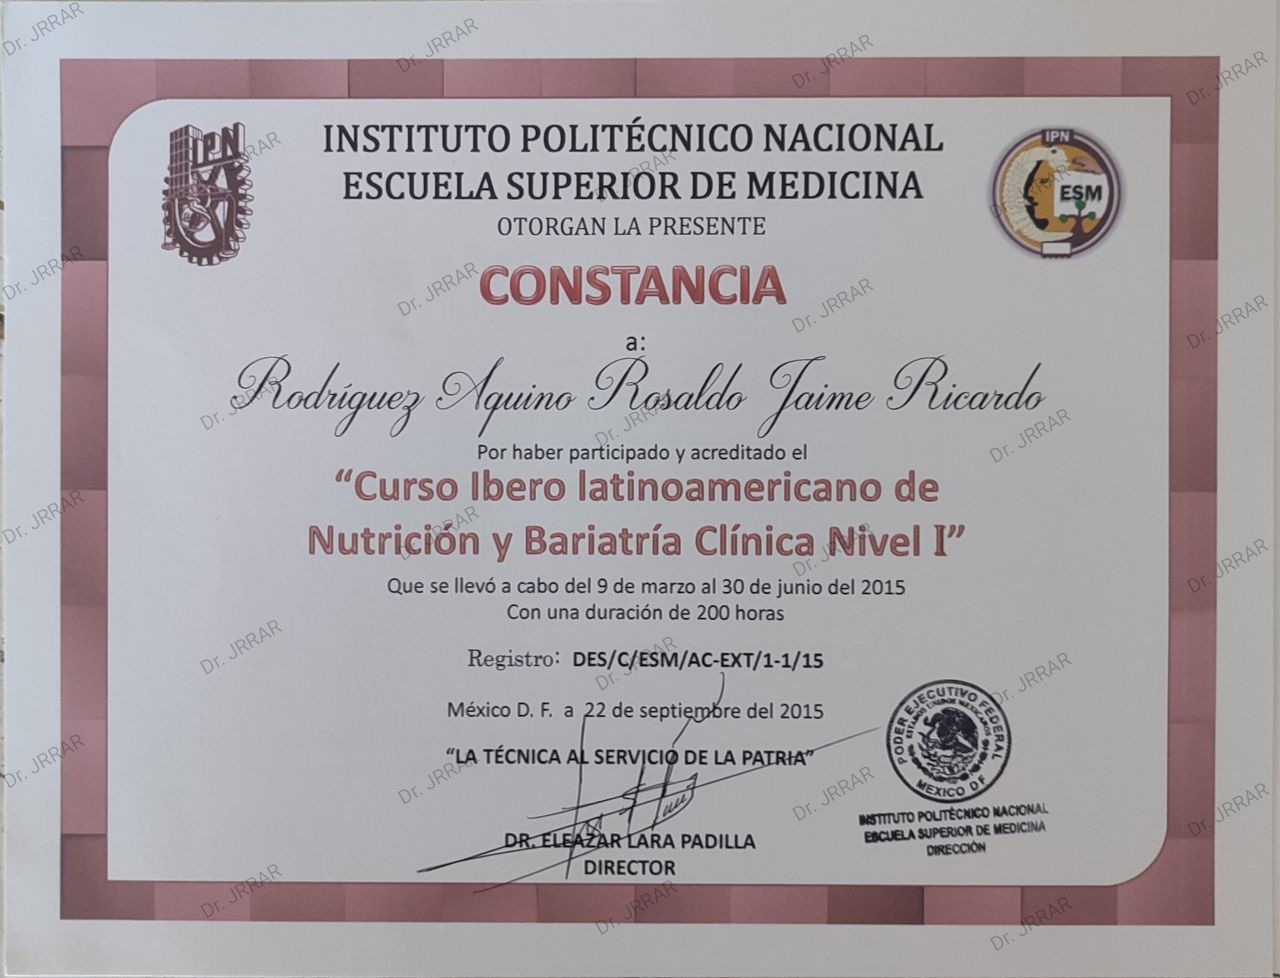 INSTITUTO POLITÉCNICO NACIONAL
ESCUELA SUPERIOR DE MEDICINA
OTORGAN LA PRESENTE
CONSTANCIA
a:
Rodríguez Aquino Rosaldo Jaime Ricardo
Por haber participado y acreditado el
“Curso Ibero latinoamericano de
Nutrición y Bariatría Clínica Nivel I”
Que se llevó a cabo del 9 de marzo al 30 de junio del 2015
Con una duración de 200 horas
Registro: DES/C/ESM/AC-EXT/1-1/15
México D. F. a 22 de septiembre del 2015
“LA TÉCNICA AL SERVICIO DE LA PATRIA”
DR. ELEAZAR LARA PADILLA
DIRECTOR
IPN
IPN
ESM
PODER EJECUTIVO FEDERAL
ESTADOS UNIDOS MEXICANOS
MEXICO DF
INSTITUTO POLITÉCNICO NACIONAL
ESCUELA SUPERIOR DE MEDICINA
DIRECCIÓN
Dr. JRRAR